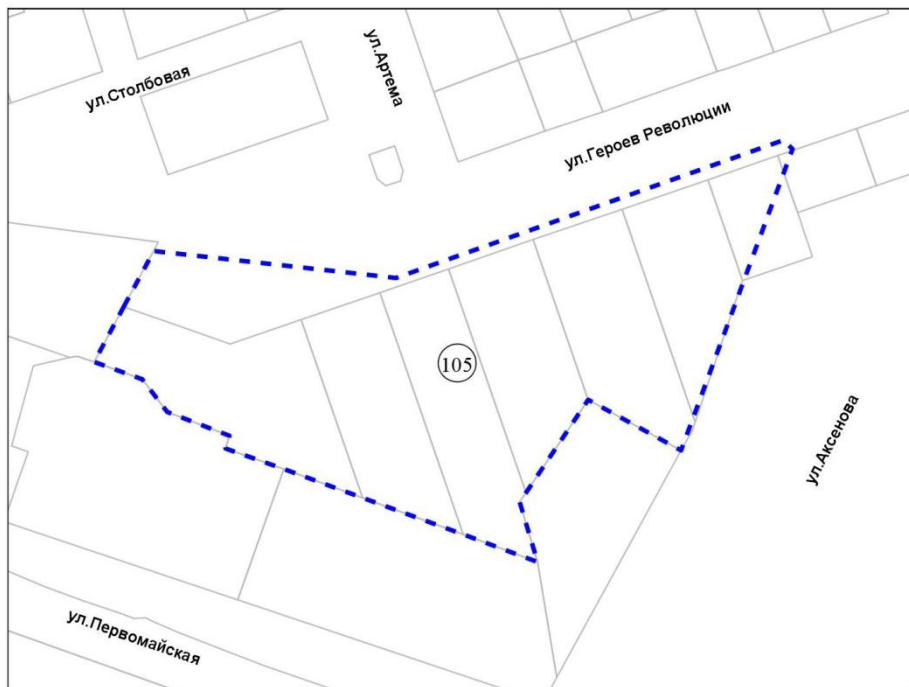 ул.Столбовая
ул.Артема
ул.Героев Революции
105
ул.Аксенова
ул.Первомайская